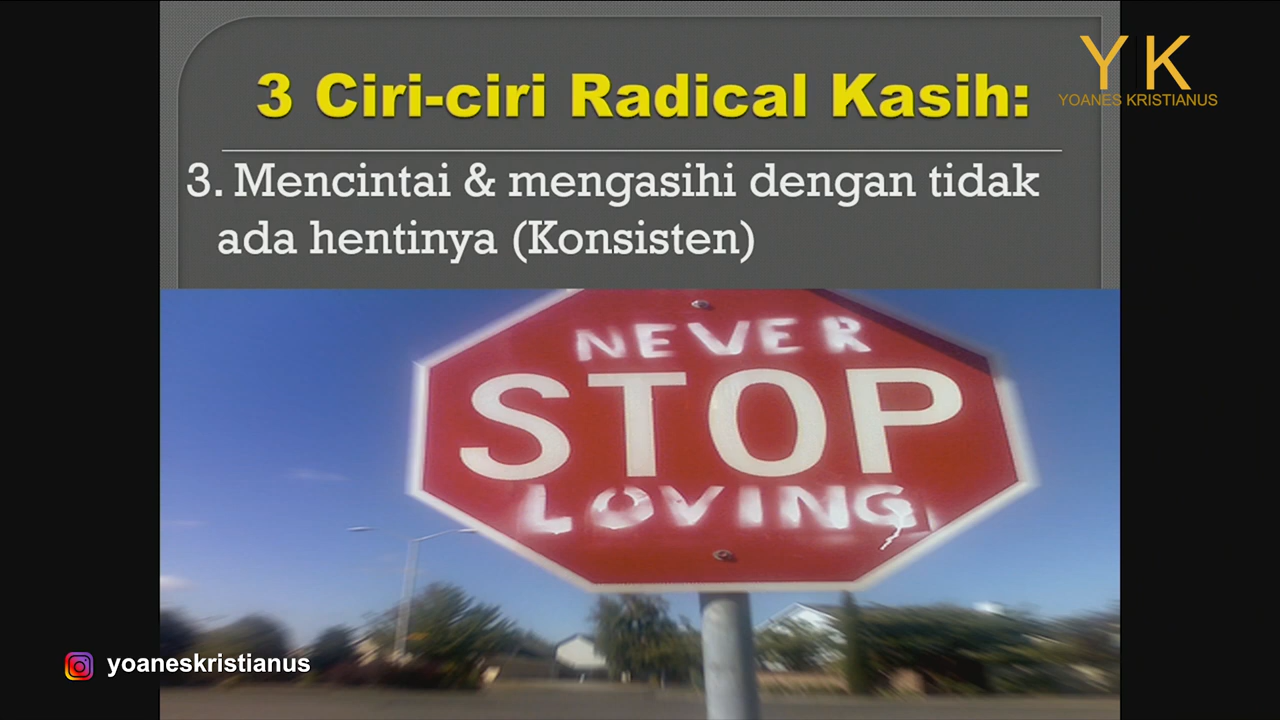 3 Ciri-ciri Radical Kasih:
Y K
YOANES KRISTIANUS
3. Mencintai & mengasihi dengan tidak
ada hentinya (Konsisten)
NEVER
STOP
LOVING
yoaneskristianus